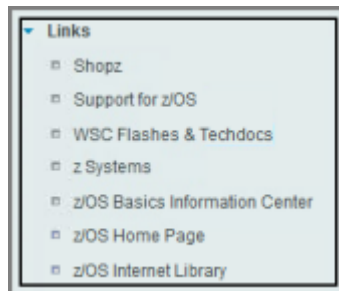 Links
Shopz
Support for z/OS
WSC Flashes & Techdocs
z Systems
z/OS Basics Information Center
z/OS Home Page
z/OS Internet Library